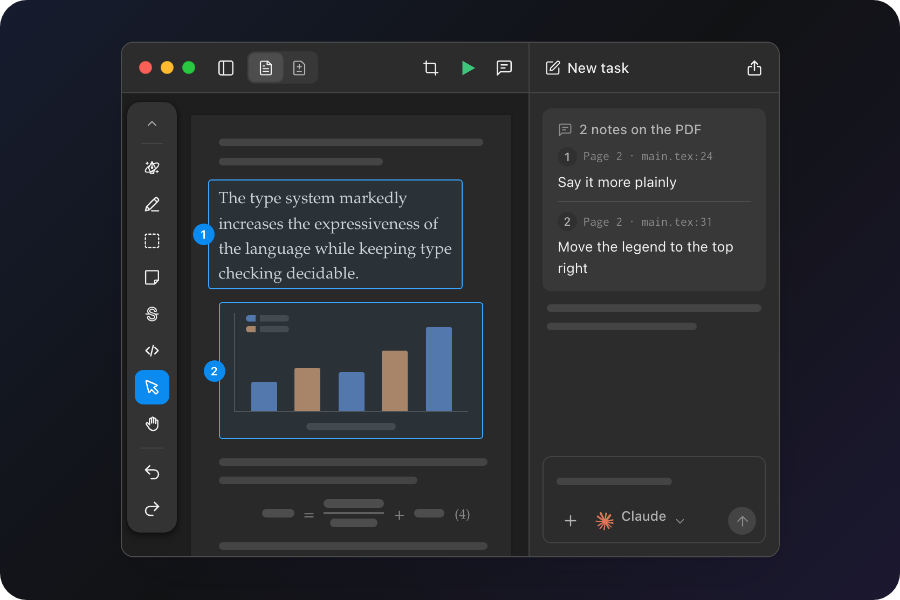 New task
2 notes on the PDF
1 Page 2 · main.tex:24
Say it more plainly
2 Page 2 · main.tex:31
Move the legend to the top
right
The type system markedly
increases the expressiveness of
1
the language while keeping type
checking decidable.
2
= + (4)
Claude